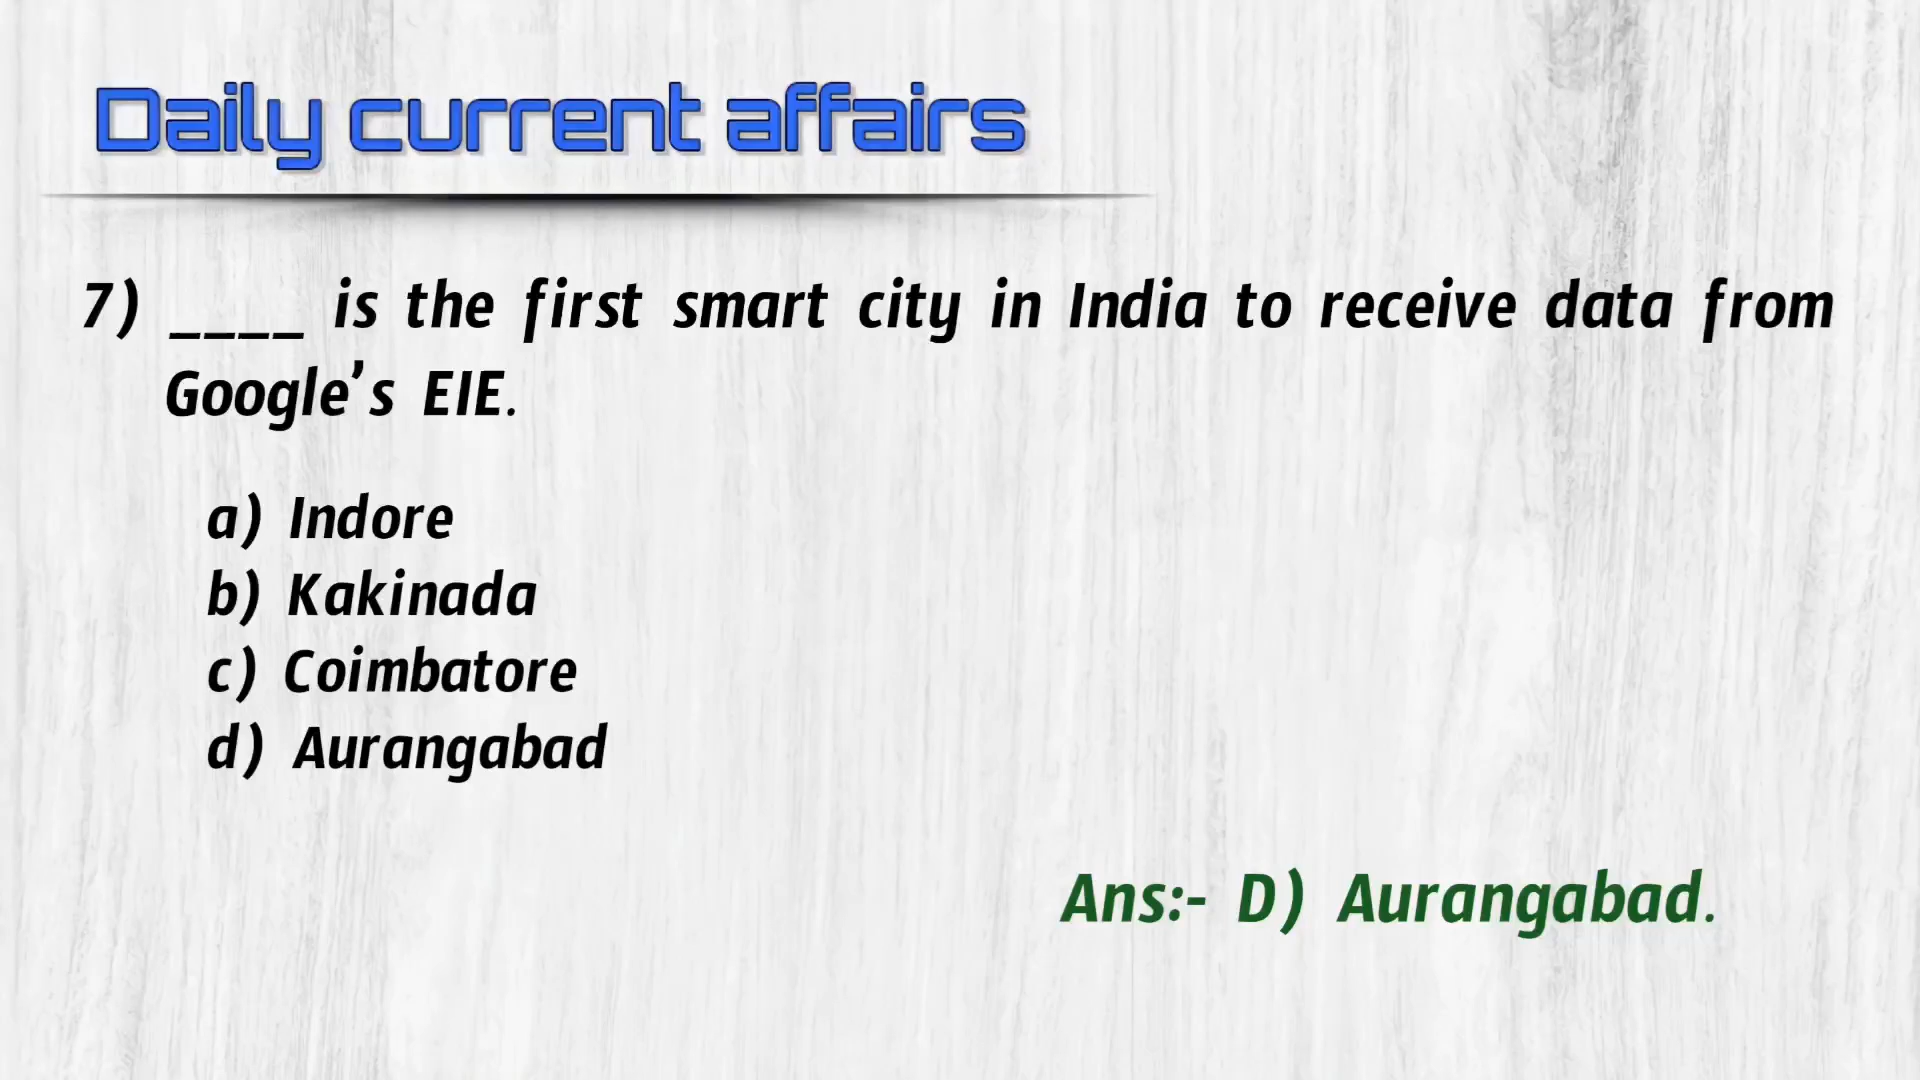 Daily current affairs
7) ____ is the first smart city in India to receive data from
Google’s EIE.
a) Indore
b) Kakinada
c) Coimbatore
d) Aurangabad
Ans:- D) Aurangabad.